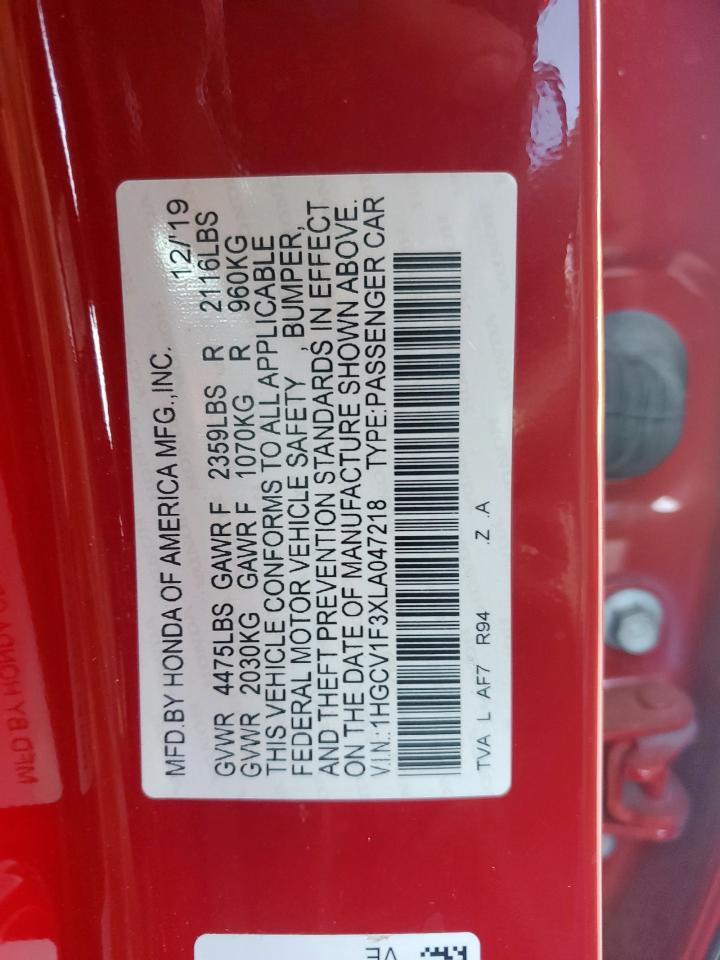 MFD.BY HONDA OF AMERICA MFG.,INC. 12/'19
GVWR 4475LBS GAWR F 2359LBS R 2116LBS
GVWR 2030KG GAWR F 1070KG R 960KG
THIS VEHICLE CONFORMS TO ALL APPLICABLE
FEDERAL MOTOR VEHICLE SAFETY , BUMPER,
AND THEFT PREVENTION STANDARDS IN EFFECT
ON THE DATE OF MANUFACTURE SHOWN ABOVE.
V.I.N.:1HGCV1F3XLA047218 TYPE:PASSENGER CAR
TVA L AF7 R94 .Z .A
VE